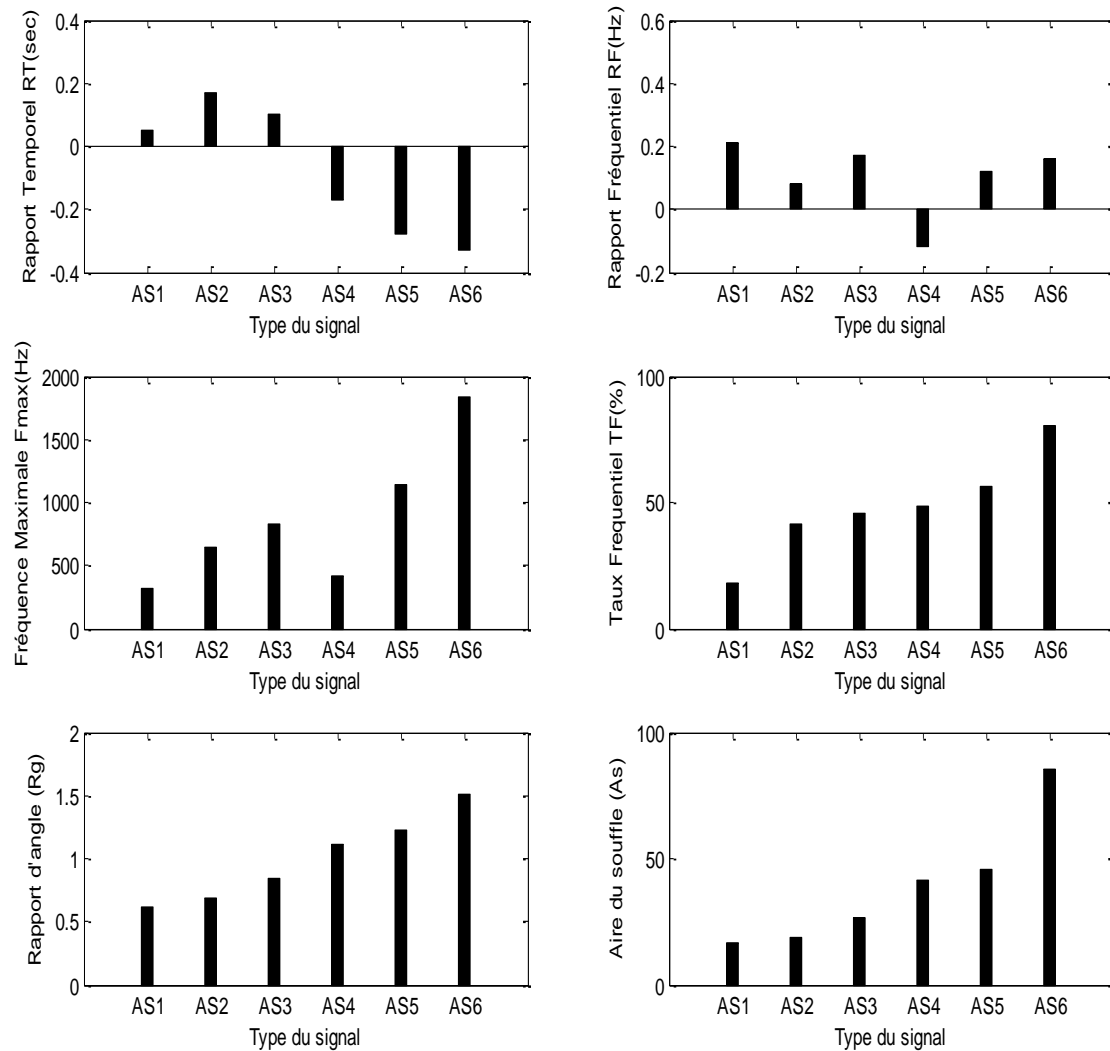 Rapport Temporel RT(sec)
0.4
0.2
0
-0.2
-0.4
AS1 AS2 AS3 AS4 AS5 AS6
Type du signal
Rapport Fréquentiel RF(Hz)
0.6
0.4
0.2
0
-0.2
AS1 AS2 AS3 AS4 AS5 AS6
Type du signal
Fréquence Maximale Fmax(Hz)
2000
1500
1000
500
0
AS1 AS2 AS3 AS4 AS5 AS6
Type du signal
Taux Frequentiel TF(%)
100
50
0
AS1 AS2 AS3 AS4 AS5 AS6
Type du signal
Rapport d'angle (Rg)
2
1.5
1
0.5
0
AS1 AS2 AS3 AS4 AS5 AS6
Type du signal
Aire du souffle (As)
100
50
0
AS1 AS2 AS3 AS4 AS5 AS6
Type du signal